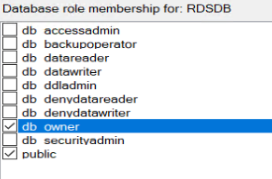 Database role membership for: RDSDB
db_accessadmin
db_backupoperator
db_datareader
db_datawriter
db_ddladmin
db_denydatareader
db_denydatawriter
db_owner
db_securityadmin
public